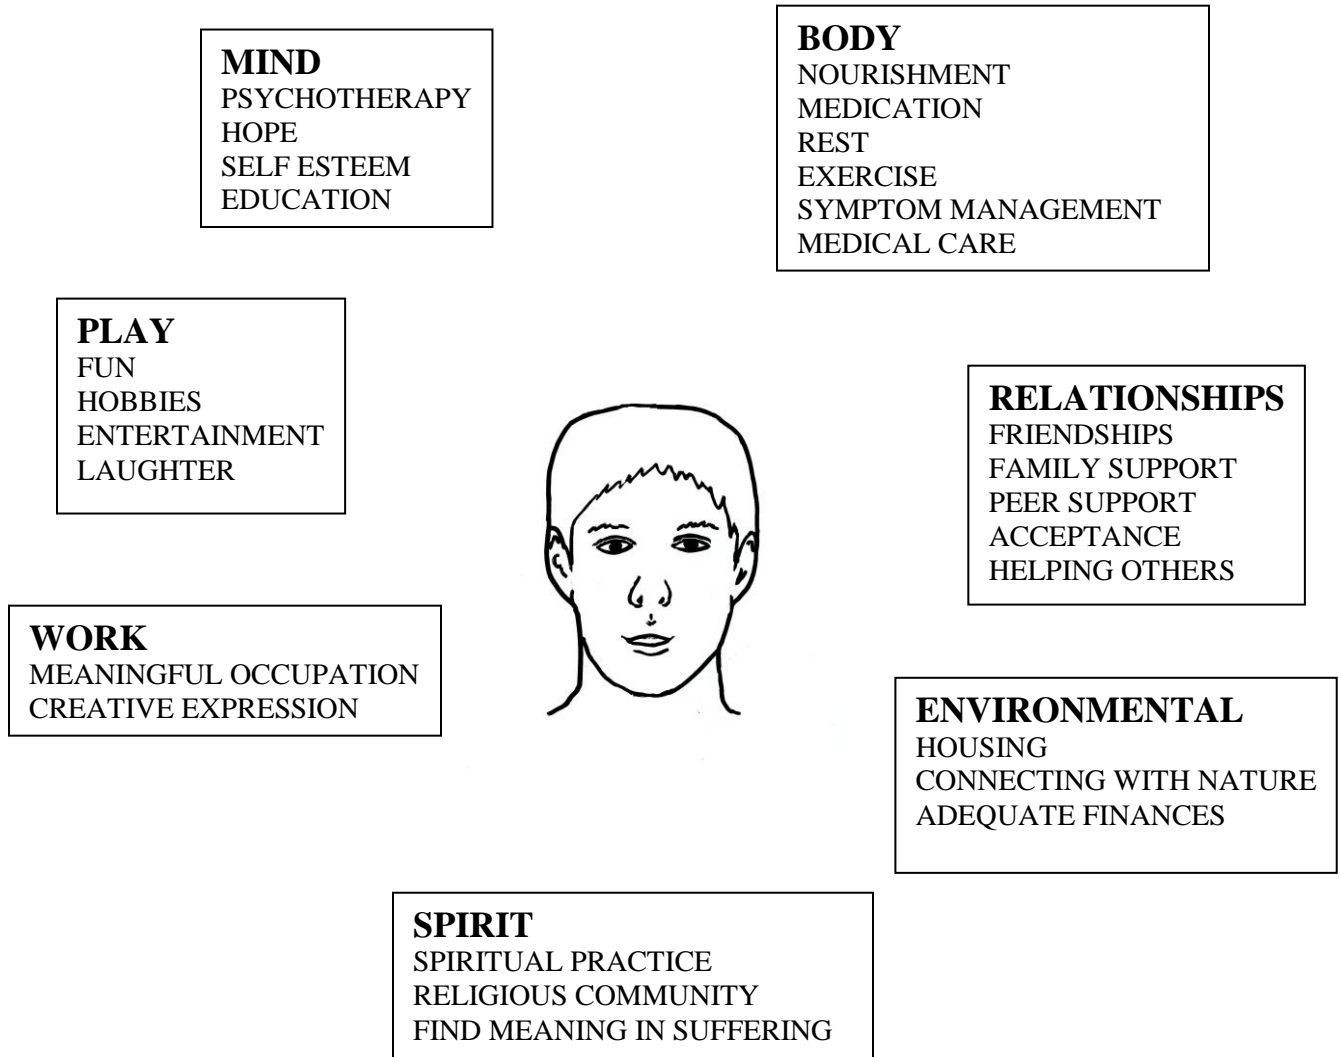 MIND
PSYCHOTHERAPY
HOPE
SELF ESTEEM
EDUCATION
BODY
NOURISHMENT
MEDICATION
REST
EXERCISE
SYMPTOM MANAGEMENT
MEDICAL CARE
PLAY
FUN
HOBBIES
ENTERTAINMENT
LAUGHTER
RELATIONSHIPS
FRIENDSHIPS
FAMILY SUPPORT
PEER SUPPORT
ACCEPTANCE
HELPING OTHERS
WORK
MEANINGFUL OCCUPATION
CREATIVE EXPRESSION
ENVIRONMENTAL
HOUSING
CONNECTING WITH NATURE
ADEQUATE FINANCES
SPIRIT
SPIRITUAL PRACTICE
RELIGIOUS COMMUNITY
FIND MEANING IN SUFFERING